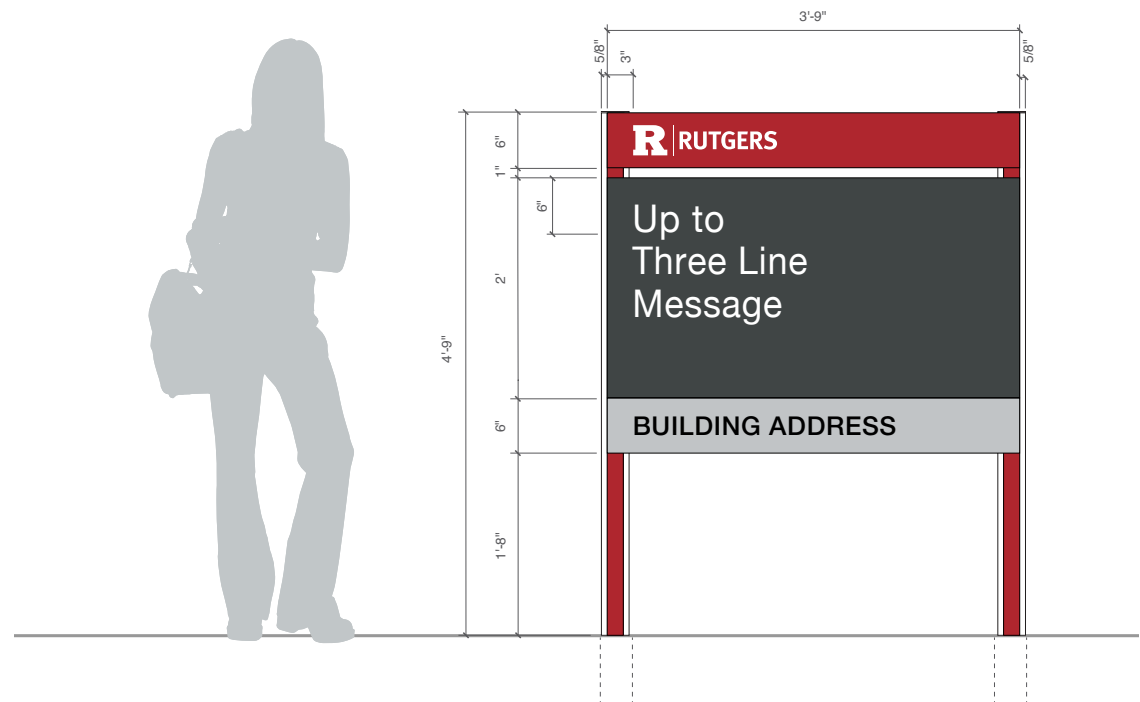 3'-9"
5/8"
3"
5/8"
6"
R RUTGERS
1"
6"
Up to
Three Line
Message
2'
4'-9"
6"
BUILDING ADDRESS
1'-8"